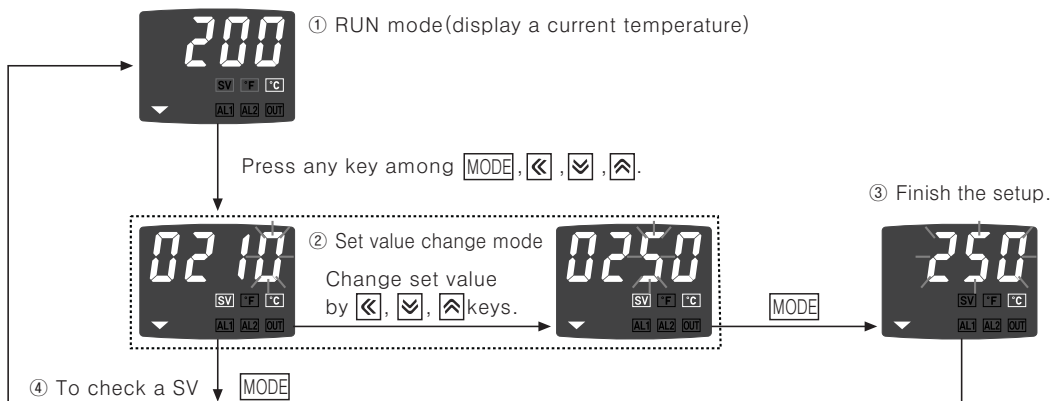 200
① RUN mode(display a current temperature)
SV °F °C
AL1 AL2 OUT
Press any key among MODE, ≪, ≫, ≪.
③ Finish the setup.
0210
② Set value change mode
0250
250
Change set value
by ≪, ≫, ≪ keys.
SV °F °C
SV °F °C
SV °F °C
MODE
AL1 AL2 OUT
AL1 AL2 OUT
AL1 AL2 OUT
④ To check a SV
MODE